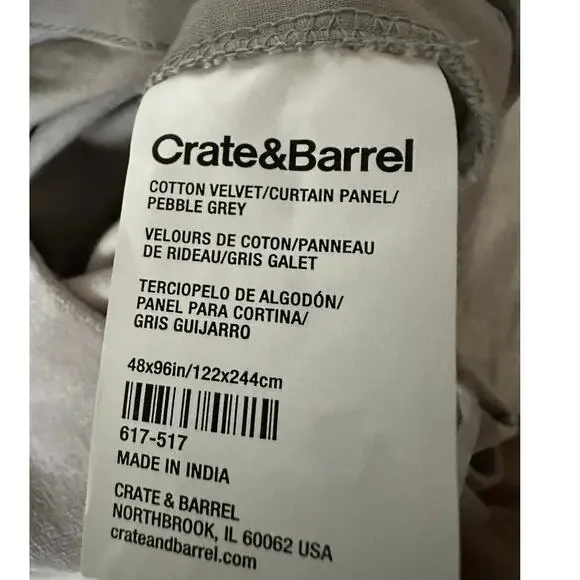 Crate&Barrel
COTTON VELVET/CURTAIN PANEL/
PEBBLE GREY
VELOURS DE COTON/PANNEAU
DE RIDEAU/GRIS GALET
TERCIOPELO DE ALGODÓN/
PANEL PARA CORTINA/
GRIS GUIJARRO
48x96in/122x244cm
617-517
MADE IN INDIA
CRATE & BARREL
NORTHBROOK, IL 60062 USA
crateandbarrel.com